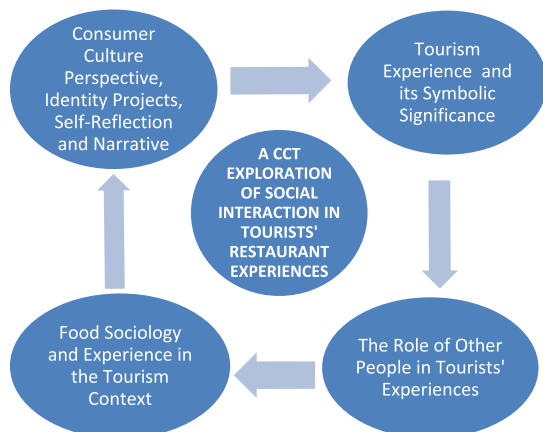 Consumer
Culture
Perspective,
Identity Projects,
Self-Reflection
and Narrative
Tourism
Experience and
its Symbolic
Significance
A CCT
EXPLORATION
OF SOCIAL
INTERACTION IN
TOURISTS'
RESTAURANT
EXPERIENCES
Food Sociology
and Experience in
the Tourism
Context
The Role of Other
People in Tourists'
Experiences